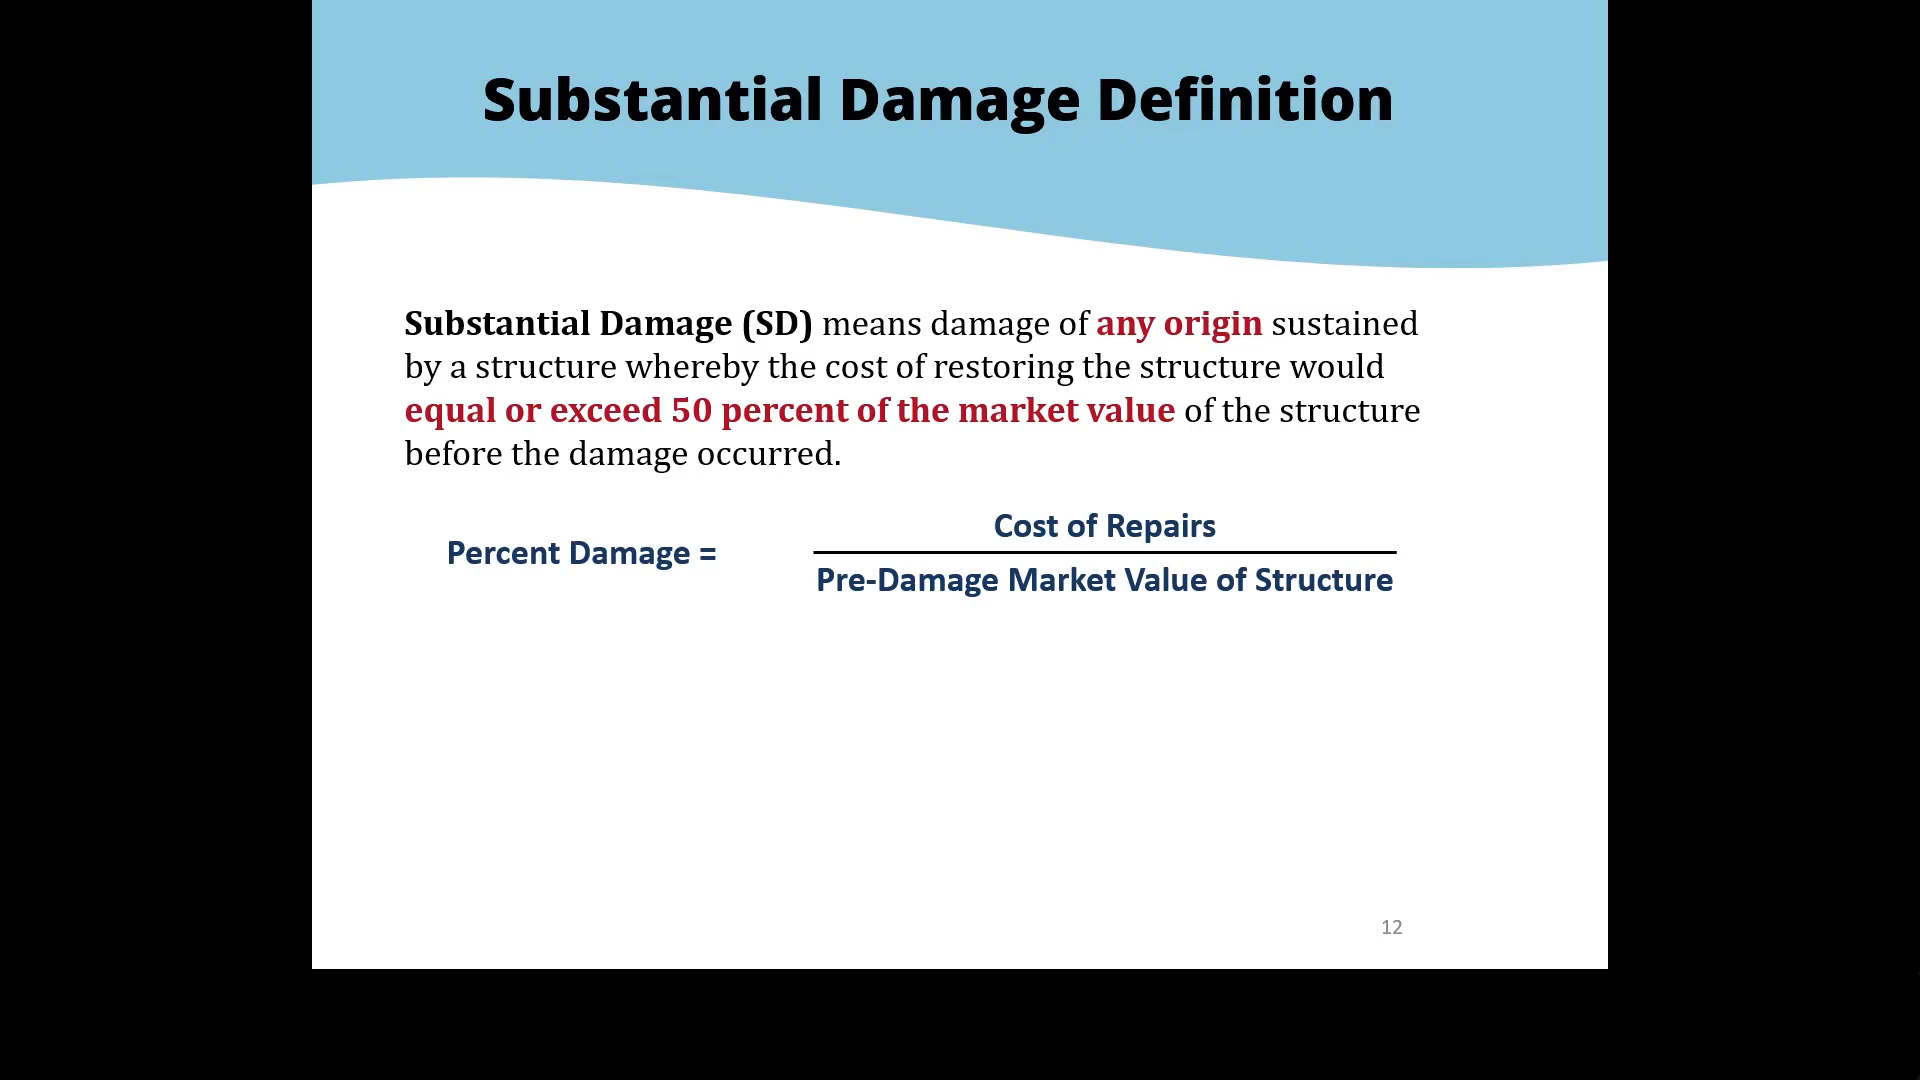 Substantial Damage Definition
Substantial Damage (SD) means damage of any origin sustained
by a structure whereby the cost of restoring the structure would
equal or exceed 50 percent of the market value of the structure
before the damage occurred.
Percent Damage =
Cost of Repairs
Pre-Damage Market Value of Structure
12